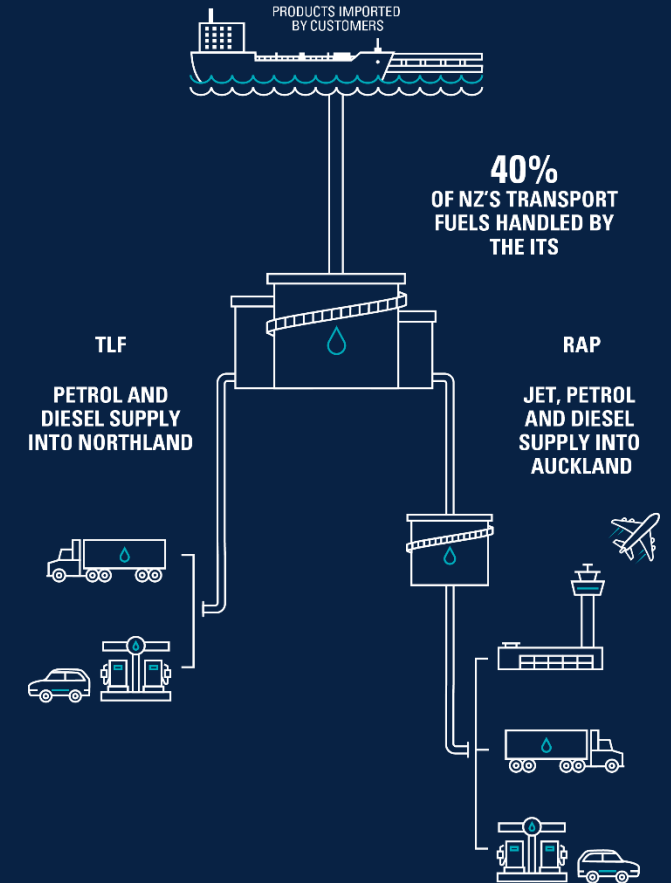 PRODUCTS IMPORTED
BY CUSTOMERS
40%
OF NZ'S TRANSPORT
FUELS HANDLED BY
THE ITS
TLF
PETROL AND
DIESEL SUPPLY
INTO NORTHLAND
RAP
JET, PETROL
AND DIESEL
SUPPLY INTO
AUCKLAND